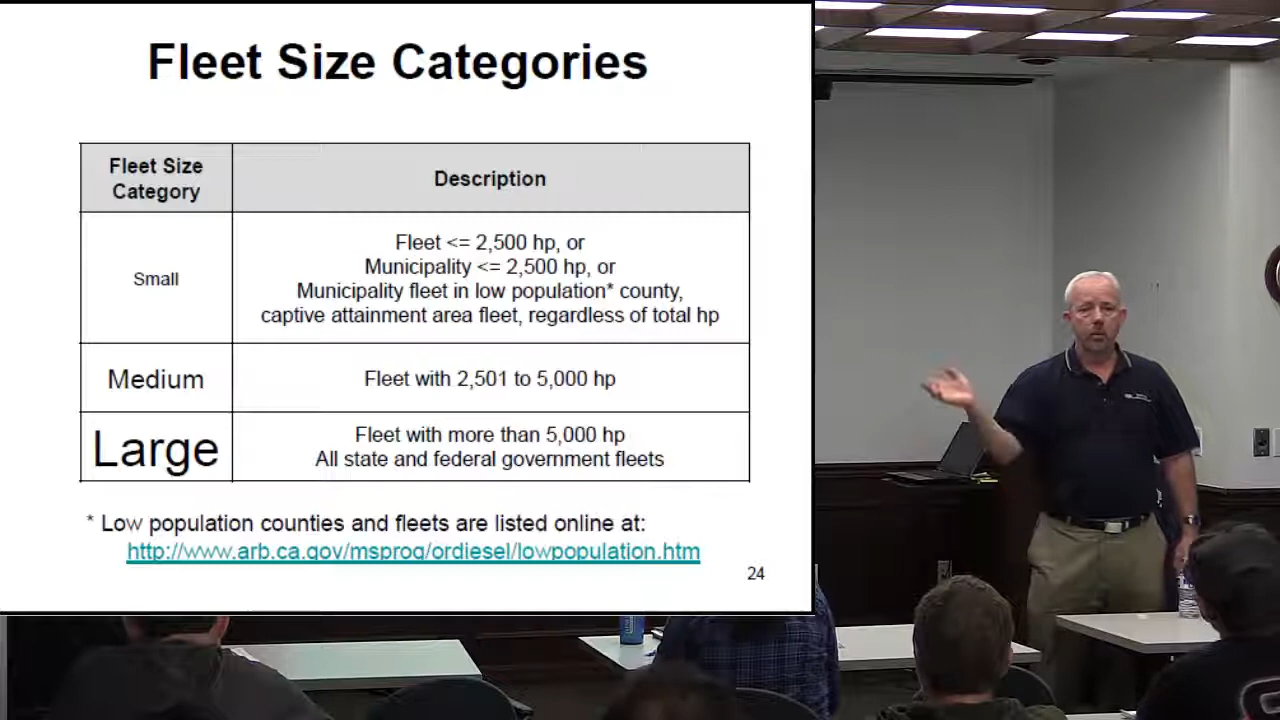 Fleet Size Categories
Fleet Size
Category
Description
Small
Fleet <= 2,500 hp, or
Municipality <= 2,500 hp, or
Municipality fleet in low population* county,
captive attainment area fleet, regardless of total hp
Medium
Fleet with 2,501 to 5,000 hp
Large
Fleet with more than 5,000 hp
All state and federal government fleets
* Low population counties and fleets are listed online at:
http://www.arb.ca.gov/msprog/ordiesel/lowpopulation.htm
24